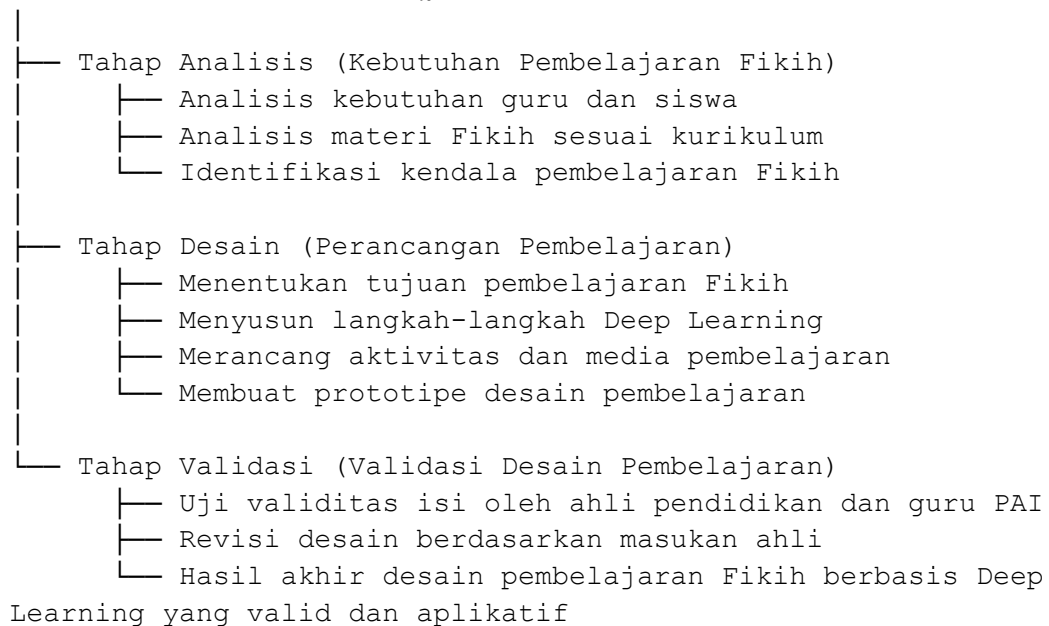 Tahap Analisis (Kebutuhan Pembelajaran Fikih)
Analisis kebutuhan guru dan siswa
Analisis materi Fikih sesuai kurikulum
Identifikasi kendala pembelajaran Fikih
Tahap Desain (Perancangan Pembelajaran)
Menentukan tujuan pembelajaran Fikih
Menyusun langkah-langkah Deep Learning
Merancang aktivitas dan media pembelajaran
Membuat prototipe desain pembelajaran
Tahap Validasi (Validasi Desain Pembelajaran)
Uji validitas isi oleh ahli pendidikan dan guru PAI
Revisi desain berdasarkan masukan ahli
Hasil akhir desain pembelajaran Fikih berbasis Deep
Learning yang valid dan aplikatif